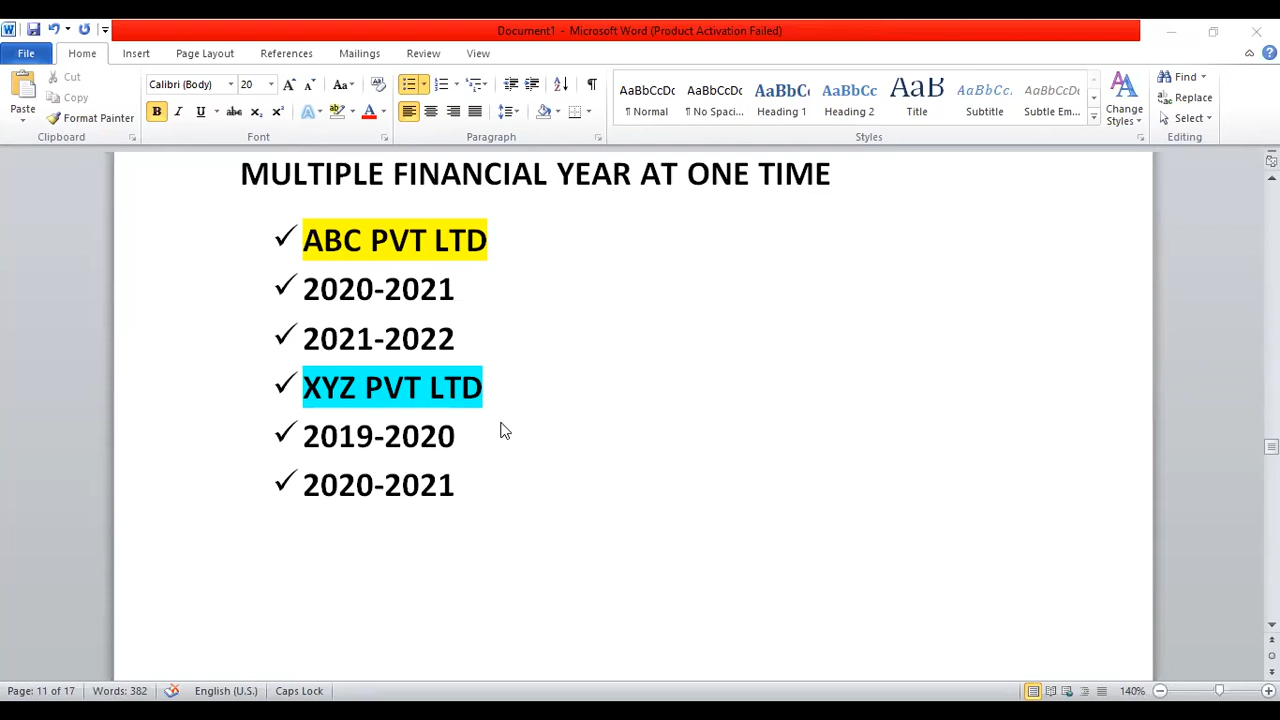 Document1 - Microsoft Word (Product Activation Failed)
File Home Insert Page Layout References Mailings Review View
Cut
Copy
Format Painter
Paste
Clipboard
Calibri (Body) 20
Font
Paragraph
AaBbCcDc AaBbCcDc AaBbCc AaBbCc AaB AaBbCc. AaBbCcDc
¶ Normal ¶ No Spaci... Heading 1 Heading 2 Title Subtitle Subtle Em...
Change Styles
Styles
Find
Replace
Select
Editing
MULTIPLE FINANCIAL YEAR AT ONE TIME
✓ ABC PVT LTD
✓ 2020-2021
✓ 2021-2022
✓ XYZ PVT LTD
✓ 2019-2020
✓ 2020-2021
Page: 11 of 17 Words: 382 English (U.S.) Caps Lock 140%